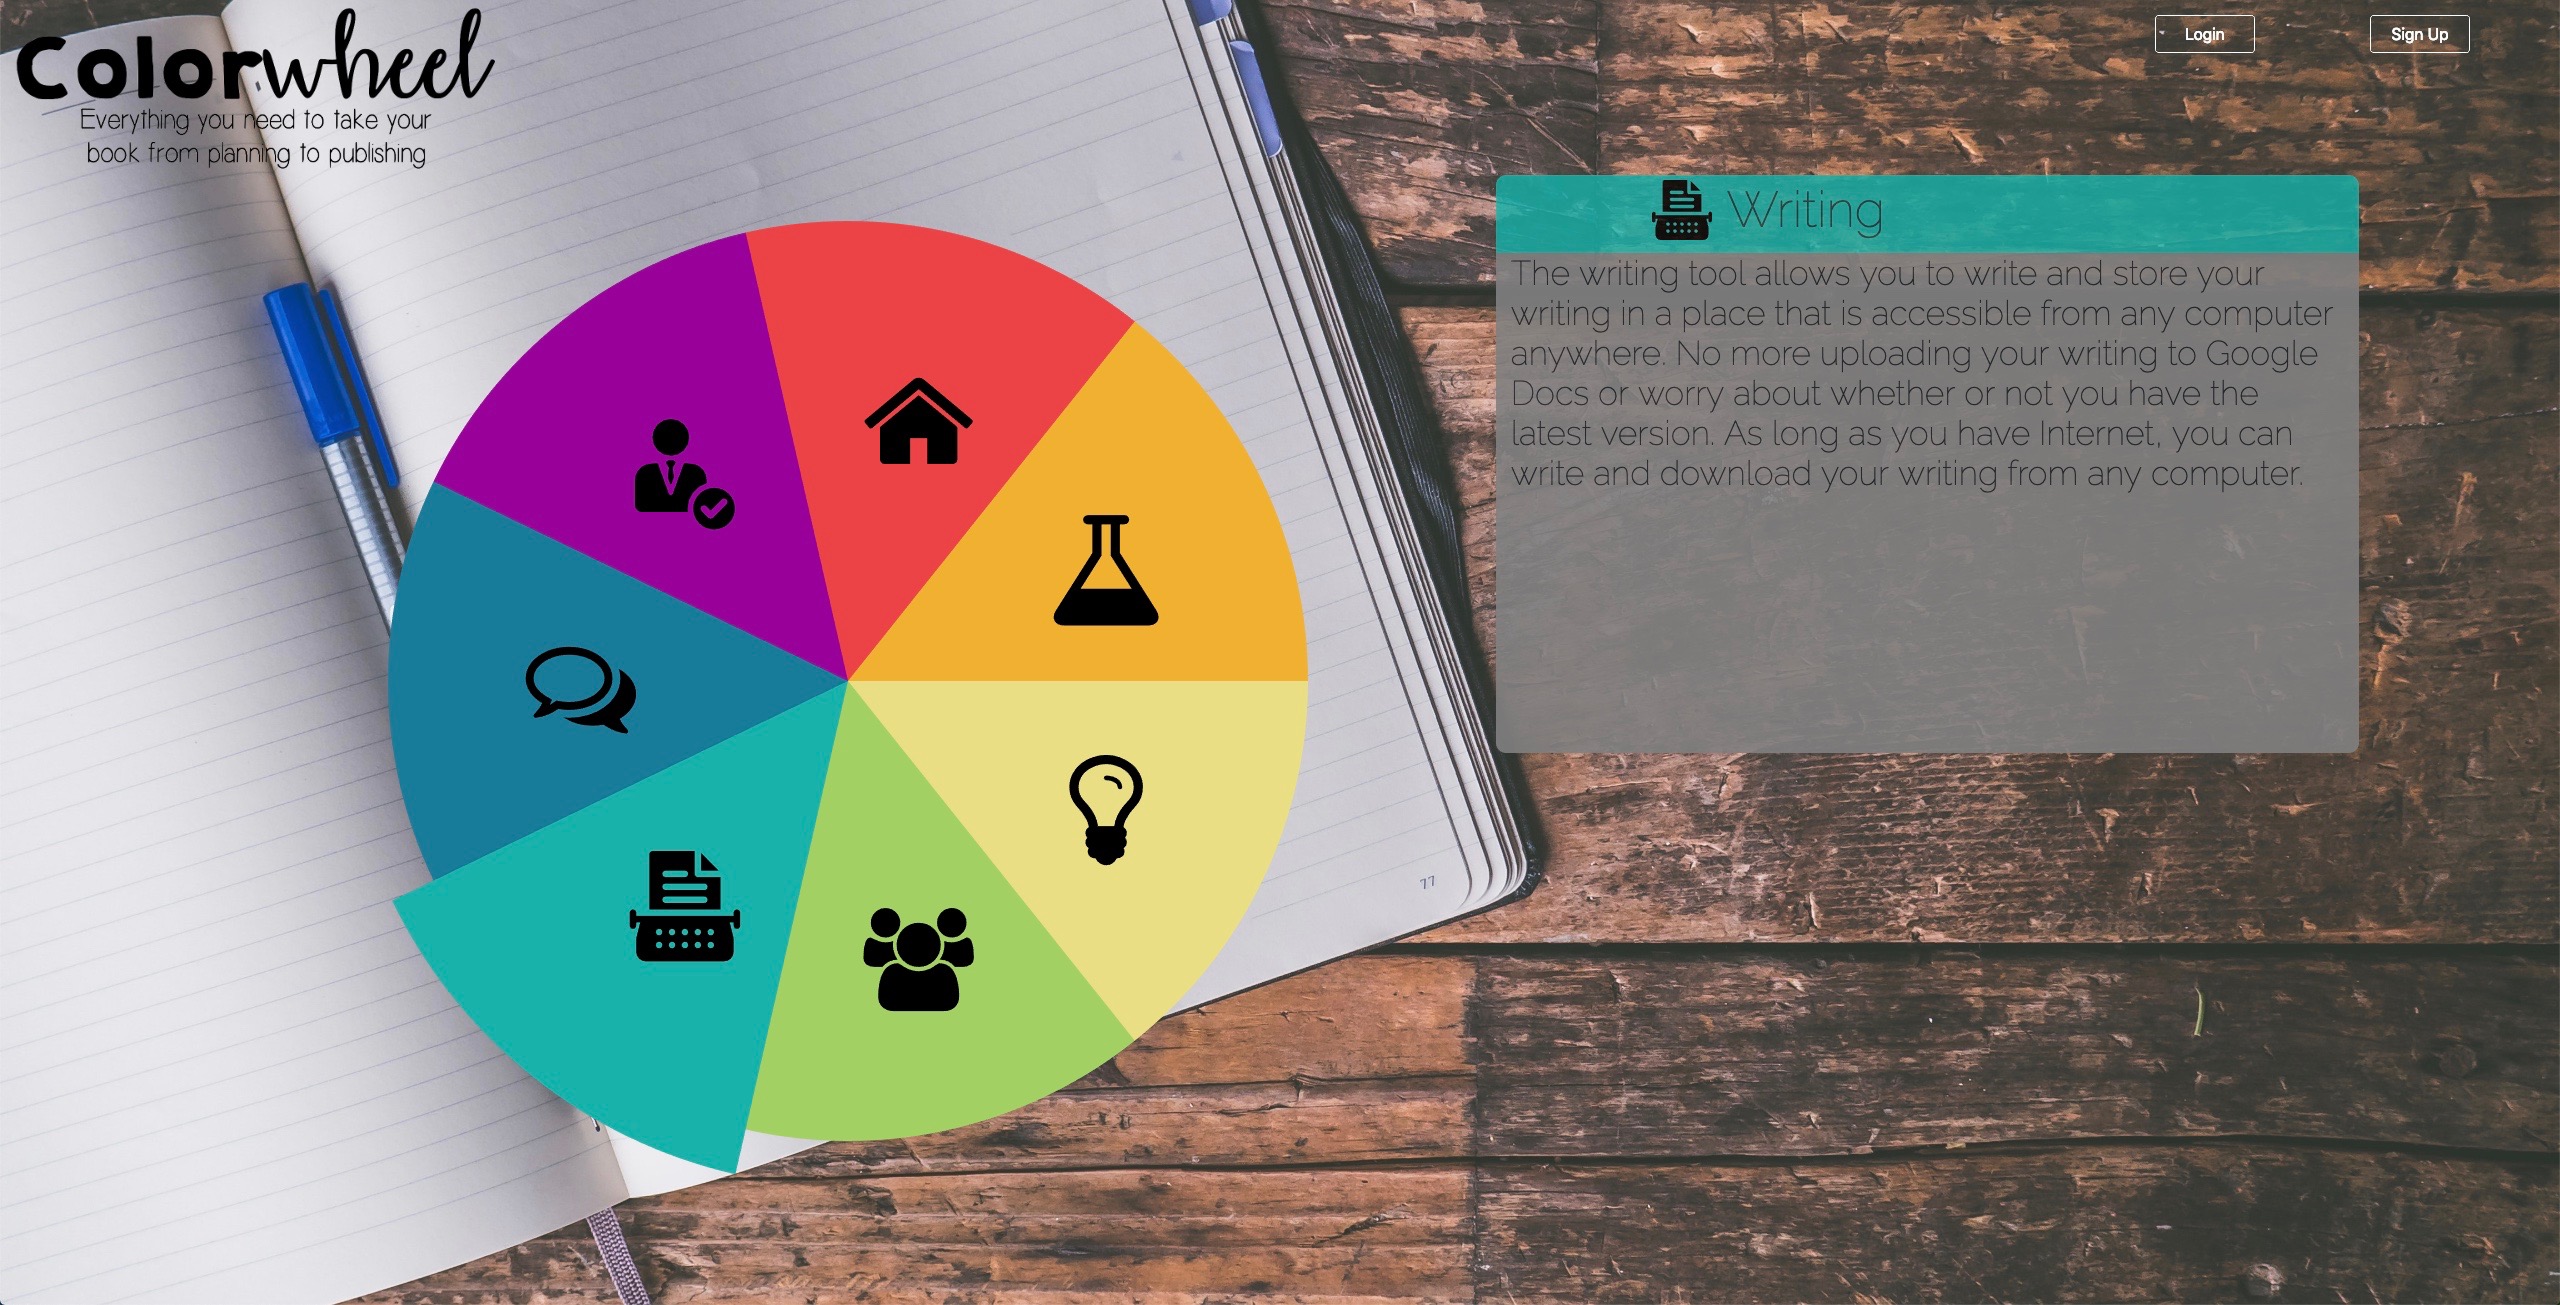 Colorwheel
Everything you need to take your
book from planning to publishing
Login
Sign Up
Writing
The writing tool allows you to write and store your
writing in a place that is accessible from any computer
anywhere. No more uploading your writing to Google
Docs or worry about whether or not you have the
latest version. As long as you have Internet, you can
write and download your writing from any computer.
77